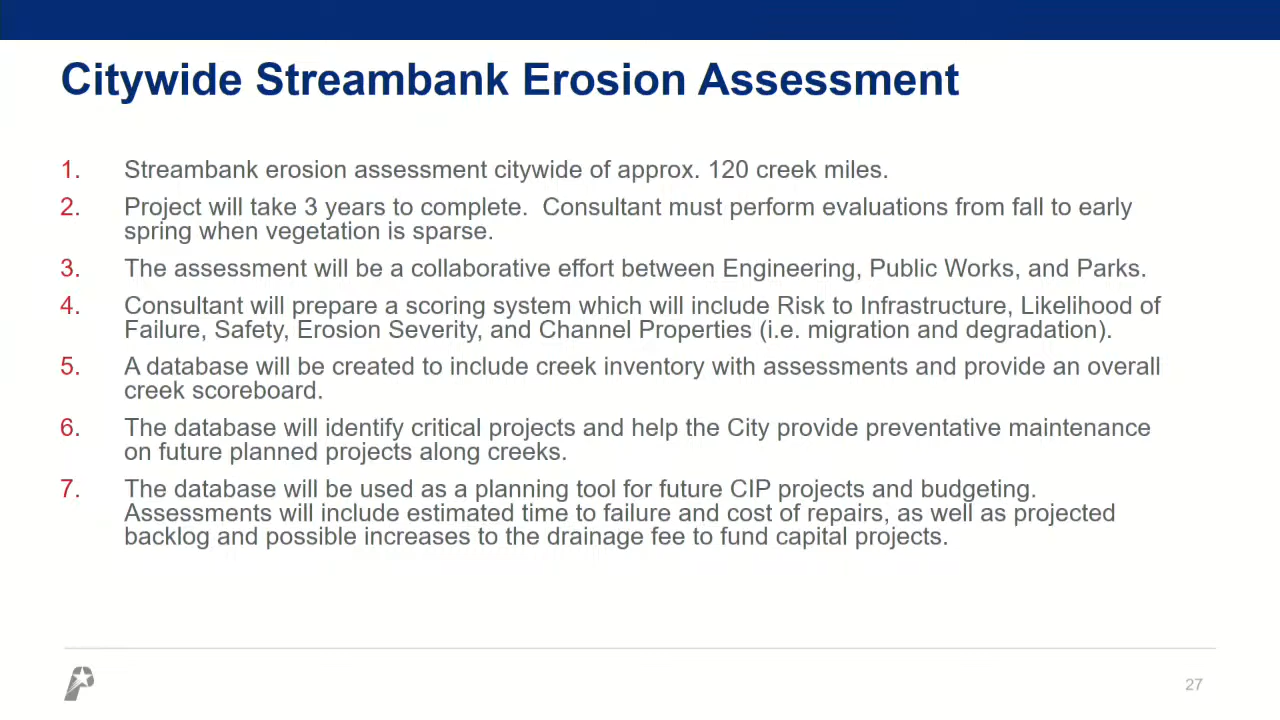 Citywide Streambank Erosion Assessment
1. Streambank erosion assessment citywide of approx. 120 creek miles.
2. Project will take 3 years to complete.  Consultant must perform evaluations from fall to early
spring when vegetation is sparse.
3. The assessment will be a collaborative effort between Engineering, Public Works, and Parks.
4. Consultant will prepare a scoring system which will include Risk to Infrastructure, Likelihood of
Failure, Safety, Erosion Severity, and Channel Properties (i.e. migration and degradation).
5. A database will be created to include creek inventory with assessments and provide an overall
creek scoreboard.
6. The database will identify critical projects and help the City provide preventative maintenance
on future planned projects along creeks.
7. The database will be used as a planning tool for future CIP projects and budgeting.
Assessments will include estimated time to failure and cost of repairs, as well as projected
backlog and possible increases to the drainage fee to fund capital projects.
P
27